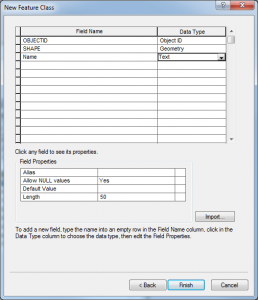 New Feature Class
Field Name Data Type
OBJECTID Object ID
SHAPE Geometry
Name Text
Click any field to see its properties.
Field Properties
Alias
Allow NULL values Yes
Default Value
Length 50
Import...
To add a new field, type the name into an empty row in the Field Name column, click in
the Data Type column to choose the data type, then edit the Field Properties.
< Back Finish Cancel